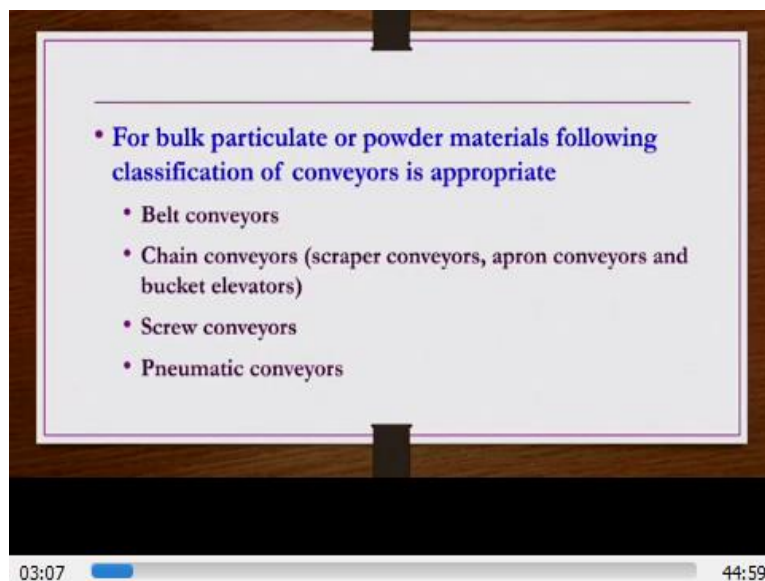 • For bulk particulate or powder materials following
classification of conveyors is appropriate
• Belt conveyors
• Chain conveyors (scraper conveyors, apron conveyors and
bucket elevators)
• Screw conveyors
• Pneumatic conveyors
03:07
44:59